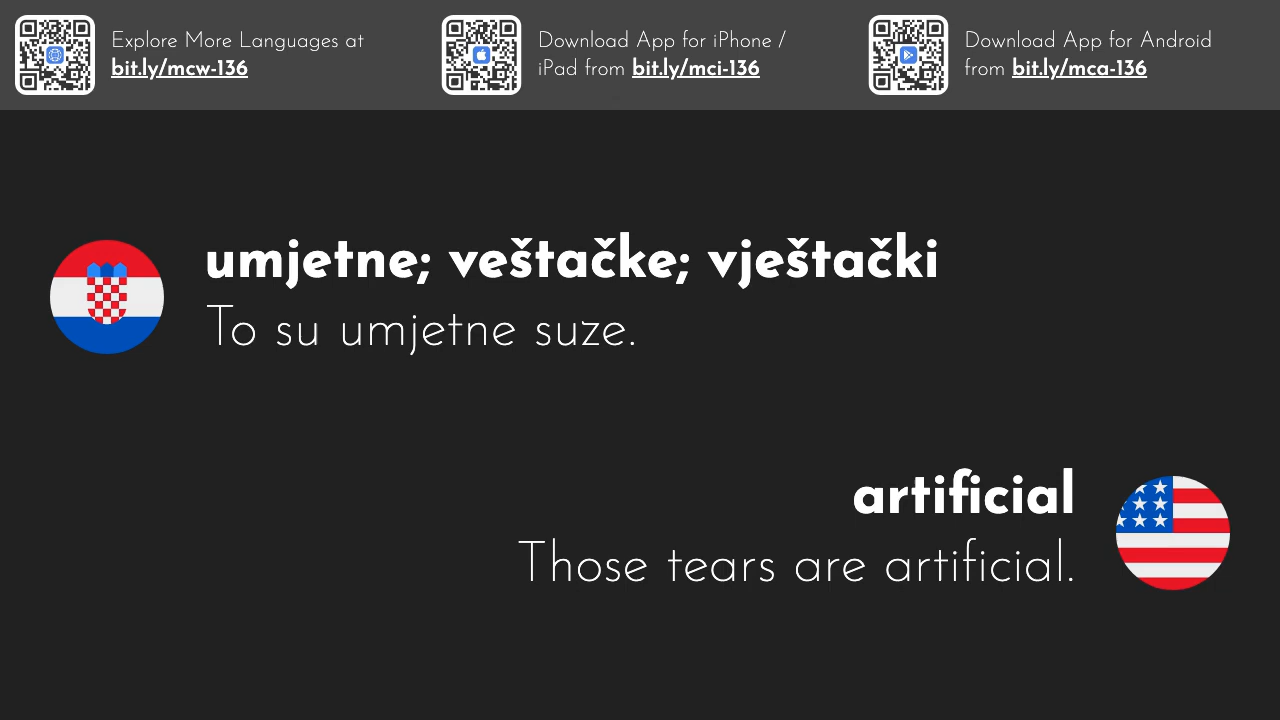 Explore More Languages at
bit.ly/mcw-136
Download App for iPhone /
iPad from bit.ly/mci-136
Download App for Android
from bit.ly/mca-136
umjetne; veštačke; vještački
To su umjetne suze.
artificial
Those tears are artificial.